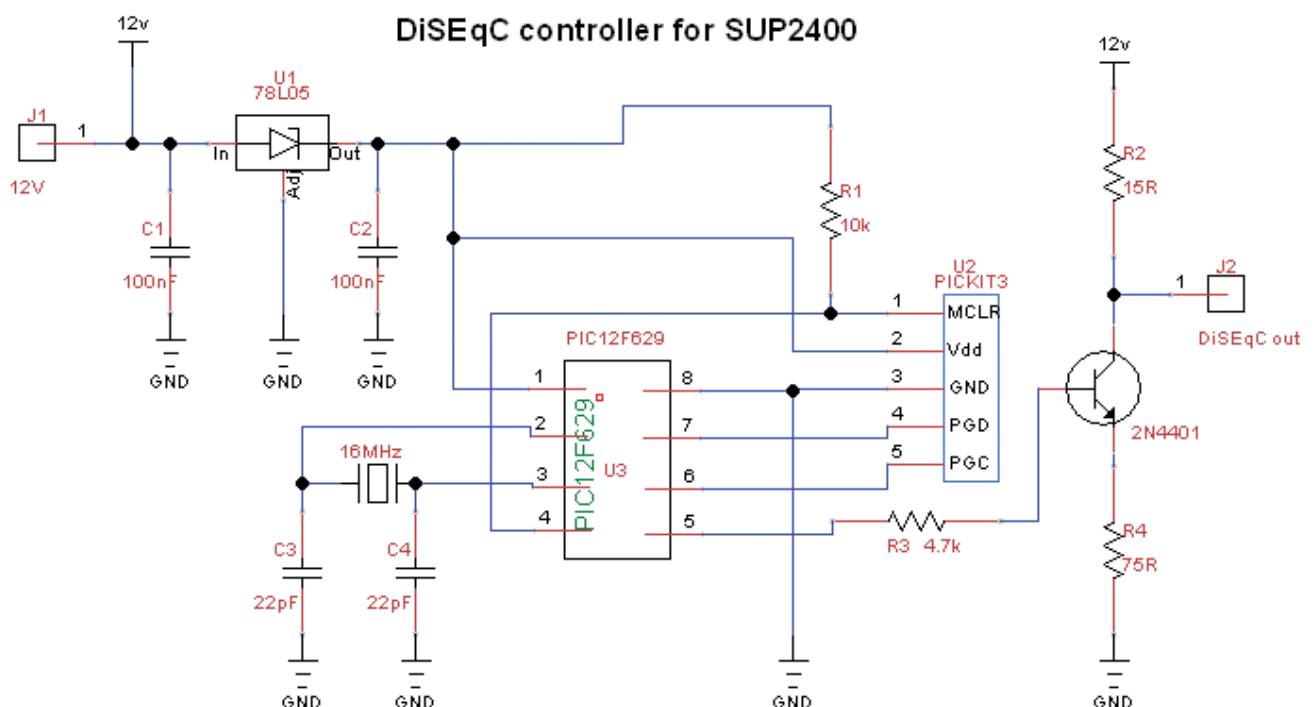 DiSEqC controller for SUP2400
12v
12v
U1
78L05
J1
1
In
Out
Adj
12V
C1
100nF
C2
100nF
GND
GND
GND
R1
10k
R2
15R
U2
PICKIT3
1
MCLR
2
Vdd
3
GND
4
PGD
5
PGC
1
J2
DiSEqC out
2N4401
PIC12F629
1
2
3
4
8
7
6
5
PIC12F629
U3
16MHz
C3
22pF
C4
22pF
R3
4.7k
R4
75R
GND
GND
GND
GND